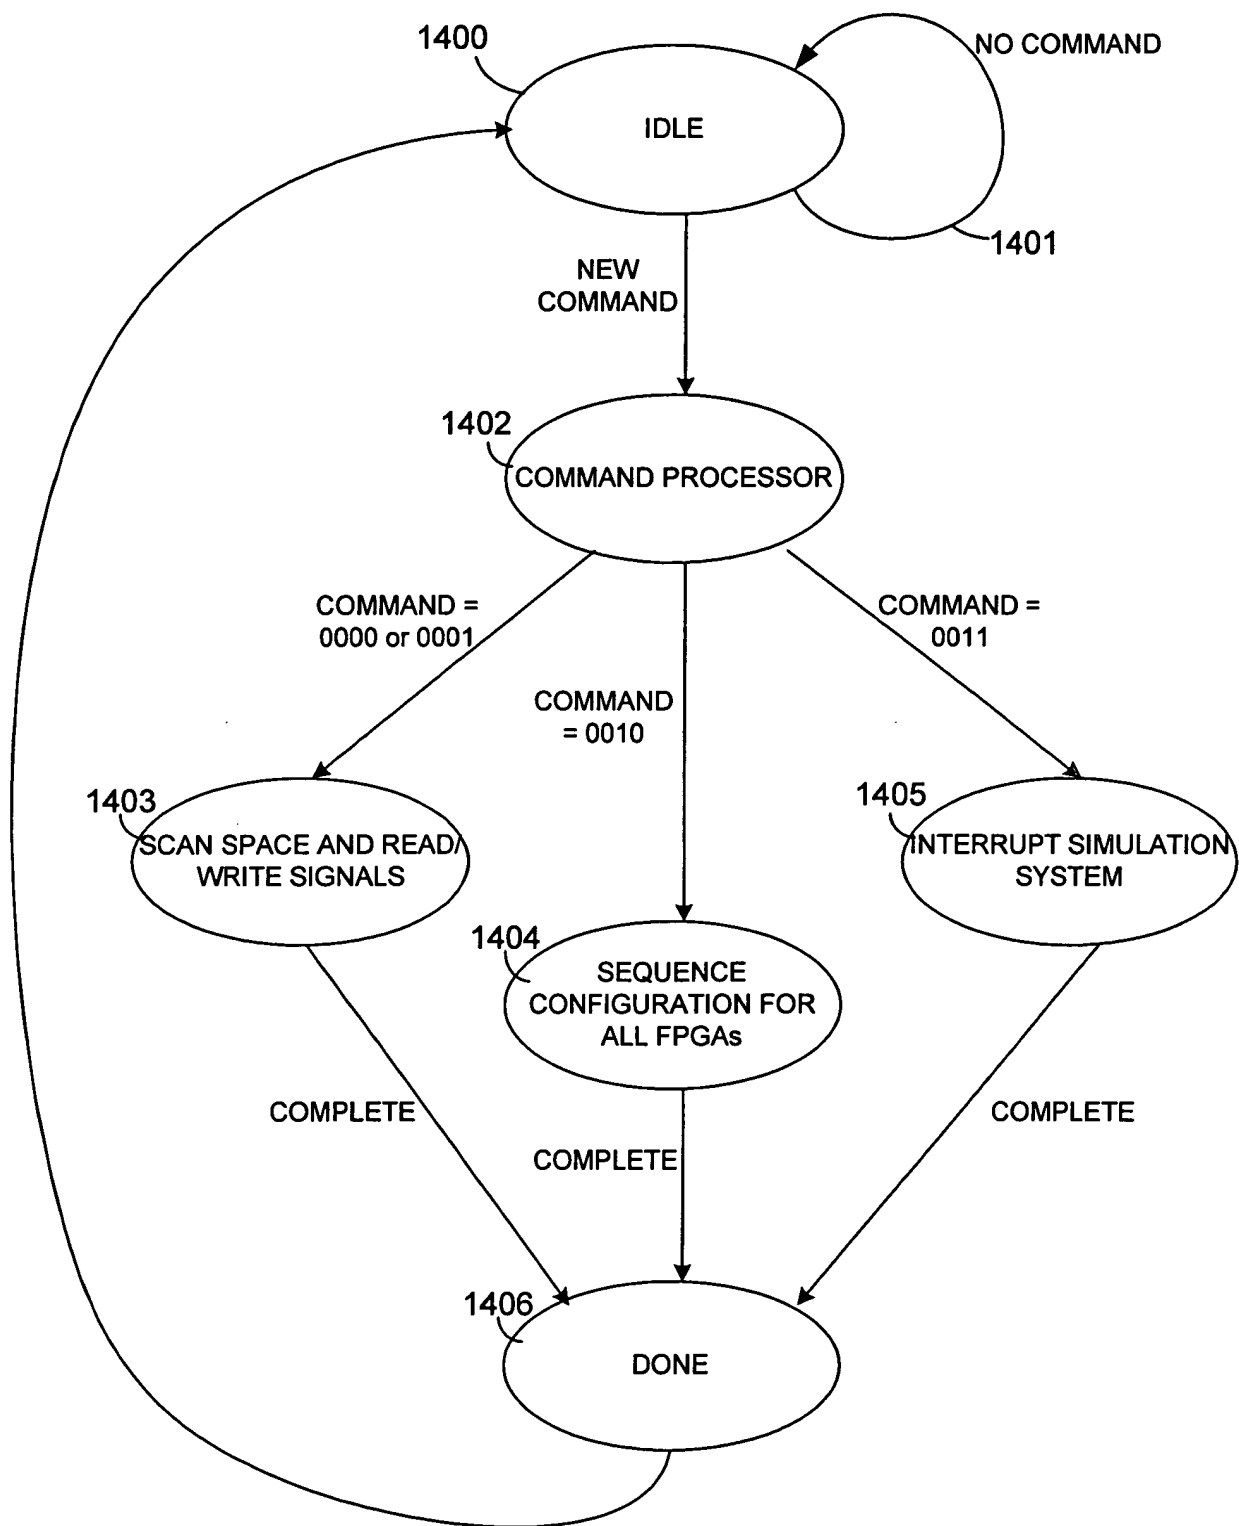 1400
NO COMMAND
IDLE
1401
NEW
COMMAND
1402
COMMAND PROCESSOR
COMMAND =
0000 or 0001
COMMAND =
0011
COMMAND
= 0010
1403
SCAN SPACE AND READ/
WRITE SIGNALS
1405
INTERRUPT SIMULATION
SYSTEM
1404
SEQUENCE
CONFIGURATION FOR
ALL FPGAs
COMPLETE
COMPLETE
COMPLETE
1406
DONE